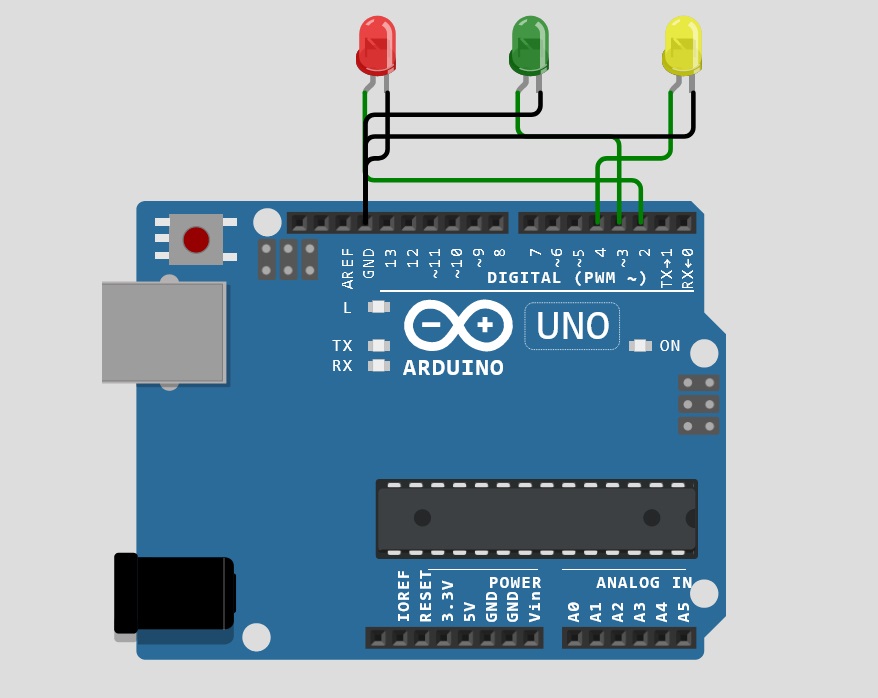 AREF
GND
13
12
~11
~10
~9
8
7
~6
~5
4
~3
2
TX→1
RX←0
DIGITAL (PWM ~)
L
TX
RX
UNO
ON
ARDUINO
IOREF
RESET
3.3V
5V
GND
GND
Vin
POWER
ANALOG IN
A0
A1
A2
A3
A4
A5